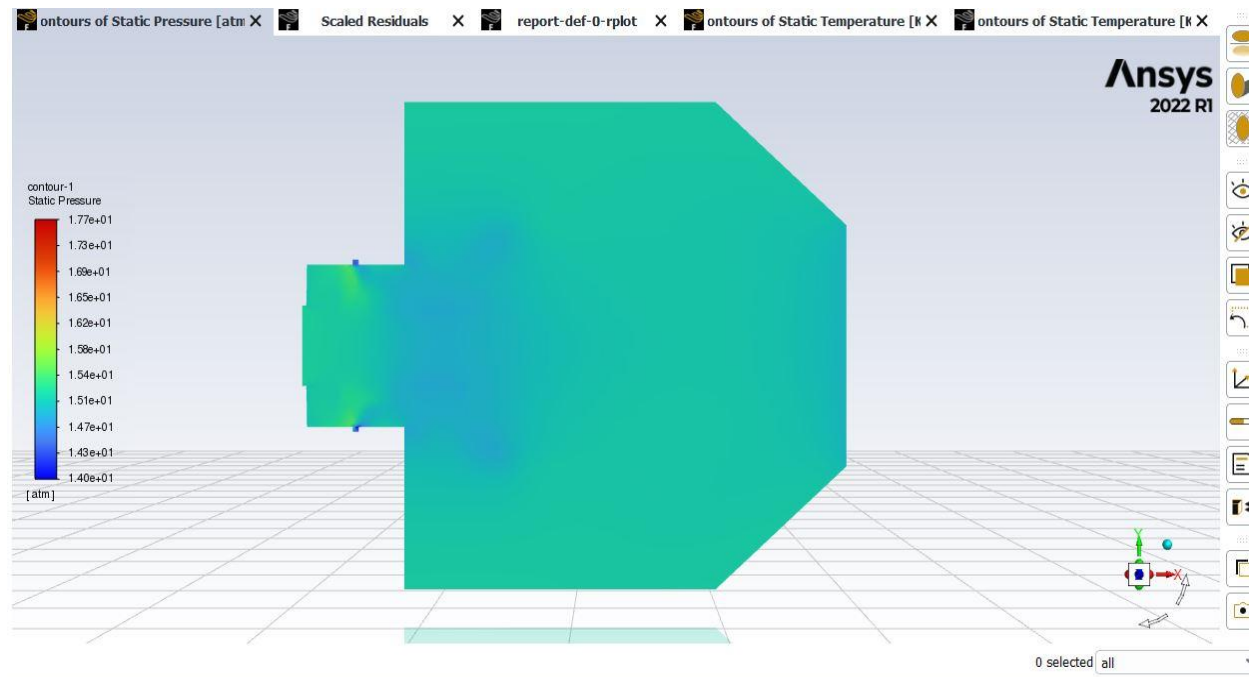 ontours of Static Pressure [atm
Scaled Residuals
report-def-0-rplot
ontours of Static Temperature [K
ontours of Static Temperature [K
Ansys
2022 R1
contour-1
Static Pressure
1.77e+01
1.73e+01
1.69e+01
1.65e+01
1.62e+01
1.58e+01
1.54e+01
1.51e+01
1.47e+01
1.43e+01
1.40e+01
[ atm ]
Y
X
0 selected all